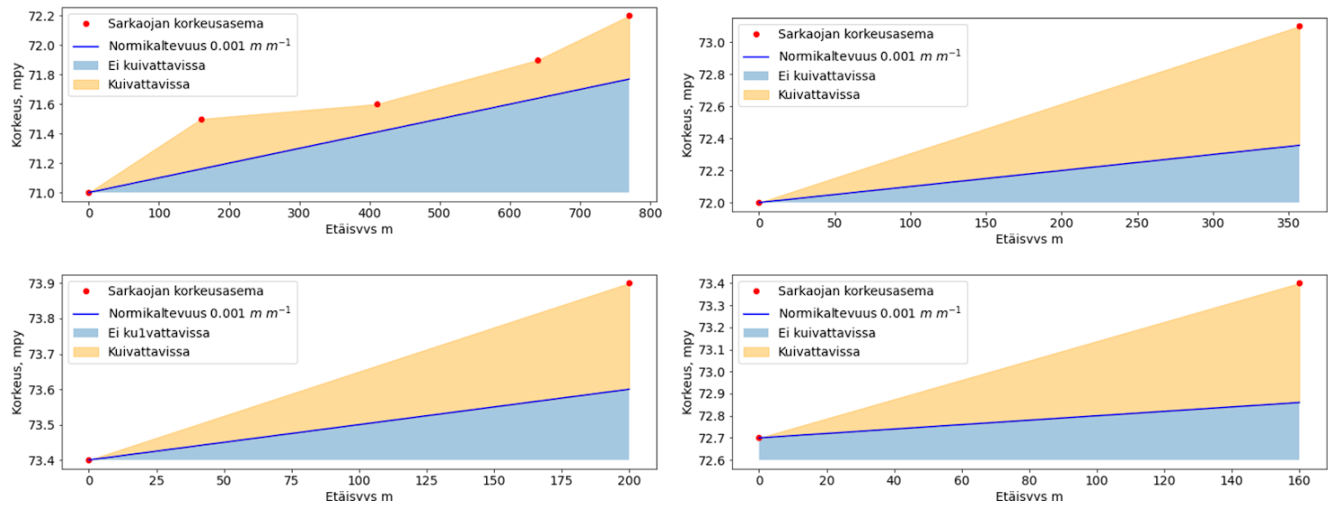 Sarkaojan korkeusasema
Normikaltevuus 0.001 m m⁻¹
Ei kuivattavissa
Kuivattavissa
Korkeus, mpy
72.2
72.0
71.8
71.6
71.4
71.2
71.0
0 100 200 300 400 500 600 700 800
Etäisvvs m
Sarkaojan korkeusasema
Normikaltevuus 0.001 m m⁻¹
Ei kuivattavissa
Kuivattavissa
Korkeus, mpy
73.0
72.8
72.6
72.4
72.2
72.0
0 50 100 150 200 250 300 350
Etäisvvs m
Sarkaojan korkeusasema
Normikaltevuus 0.001 m m⁻¹
Ei ku1vattavissa
Kuivattavissa
Korkeus, mpy
73.9
73.8
73.7
73.6
73.5
73.4
0 25 50 75 100 125 150 175 200
Etäisvvs m
Sarkaojan korkeusasema
Normikaltevuus 0.001 m m⁻¹
Ei kuivattavissa
Kuivattavissa
Korkeus, mpy
73.4
73.3
73.2
73.1
73.0
72.9
72.8
72.7
72.6
0 20 40 60 80 100 120 140 160
Etäisvvs m